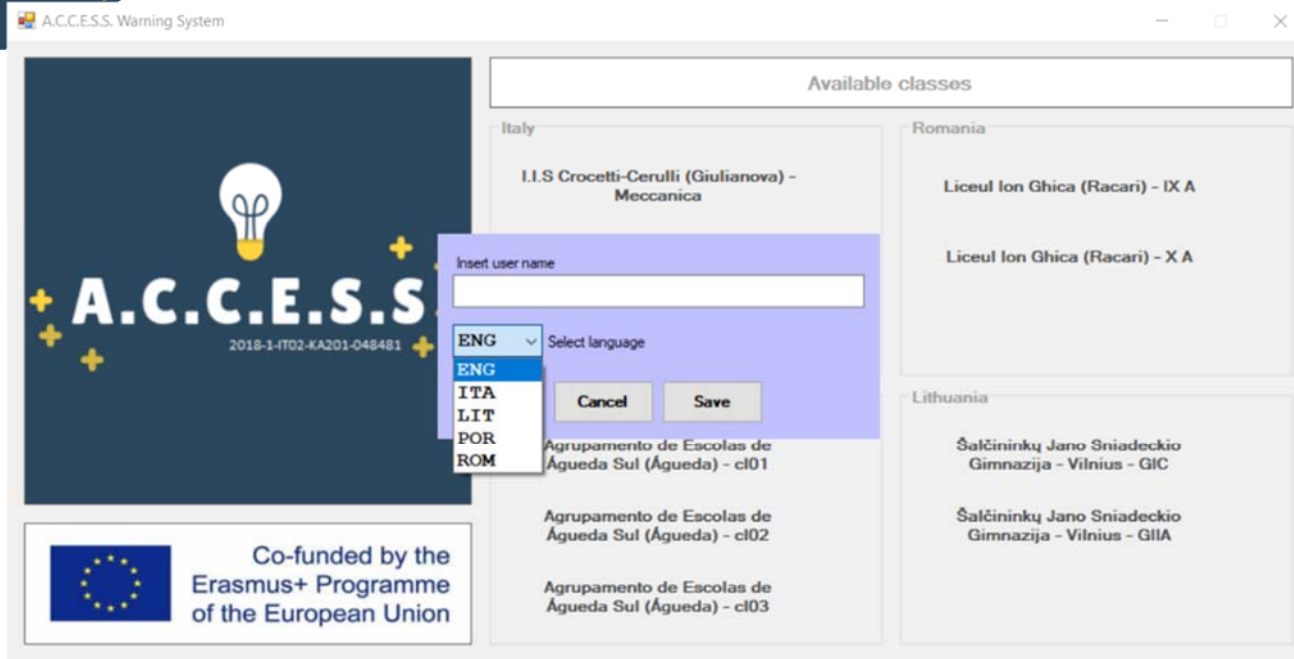 A.C.C.E.S.S. Warning System
A.C.C.E.S.S
2018-1-IT02-KA201-048481
Co-funded by the
Erasmus+ Programme
of the European Union
Available classes
Italy
I.I.S Crocetti-Cerulli (Giulianova) -
Meccanica
Insert user name
ENG
Select language
ENG
ITA
LIT
POR
ROM
Cancel
Save
Agrupamento de Escolas de
Águeda Sul (Águeda) - cl01
Agrupamento de Escolas de
Águeda Sul (Águeda) - cl02
Agrupamento de Escolas de
Águeda Sul (Águeda) - cl03
Romania
Liceul Ion Ghica (Racari) - IX A
Liceul Ion Ghica (Racari) - X A
Lithuania
Šalčininkų Jano Sniadeckio
Gimnazija - Vilnius - GIC
Šalčininkų Jano Sniadeckio
Gimnazija - Vilnius - GIIA